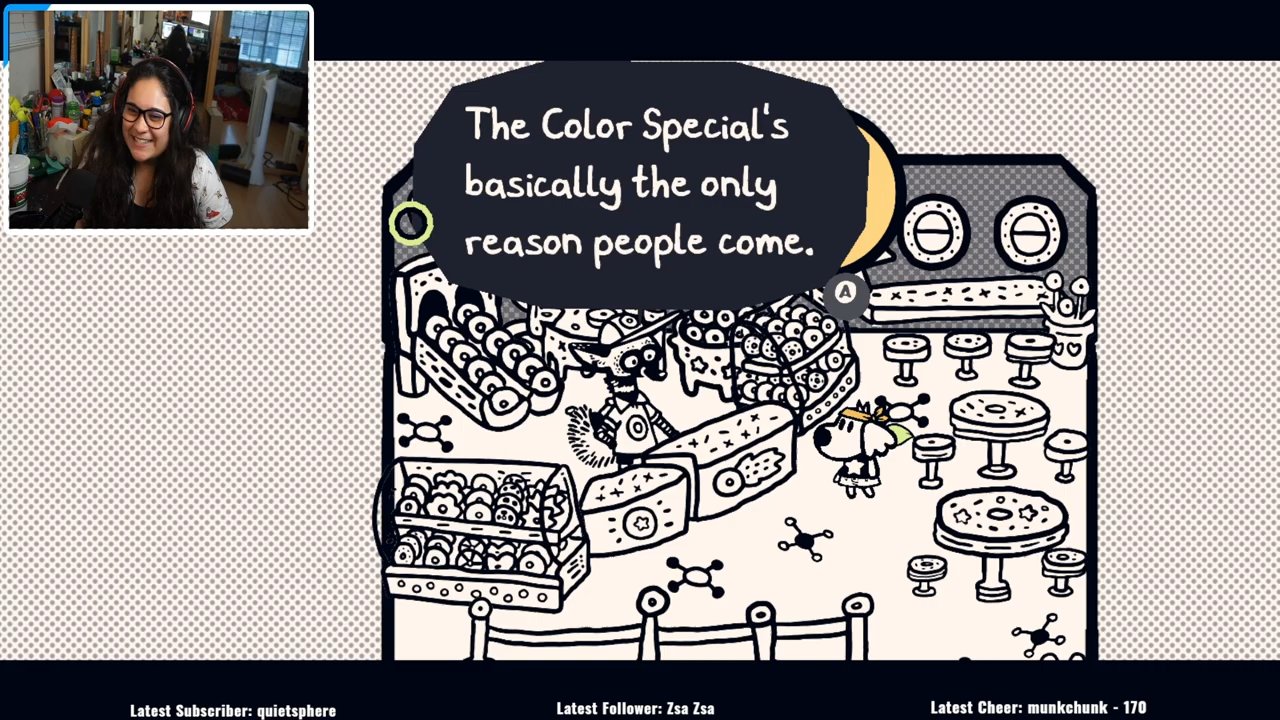 The Color Special's
basically the only
reason people come.
A
Latest Subscriber: quietsphere
Latest Follower: Zsa Zsa
Latest Cheer: munkchunk - 170